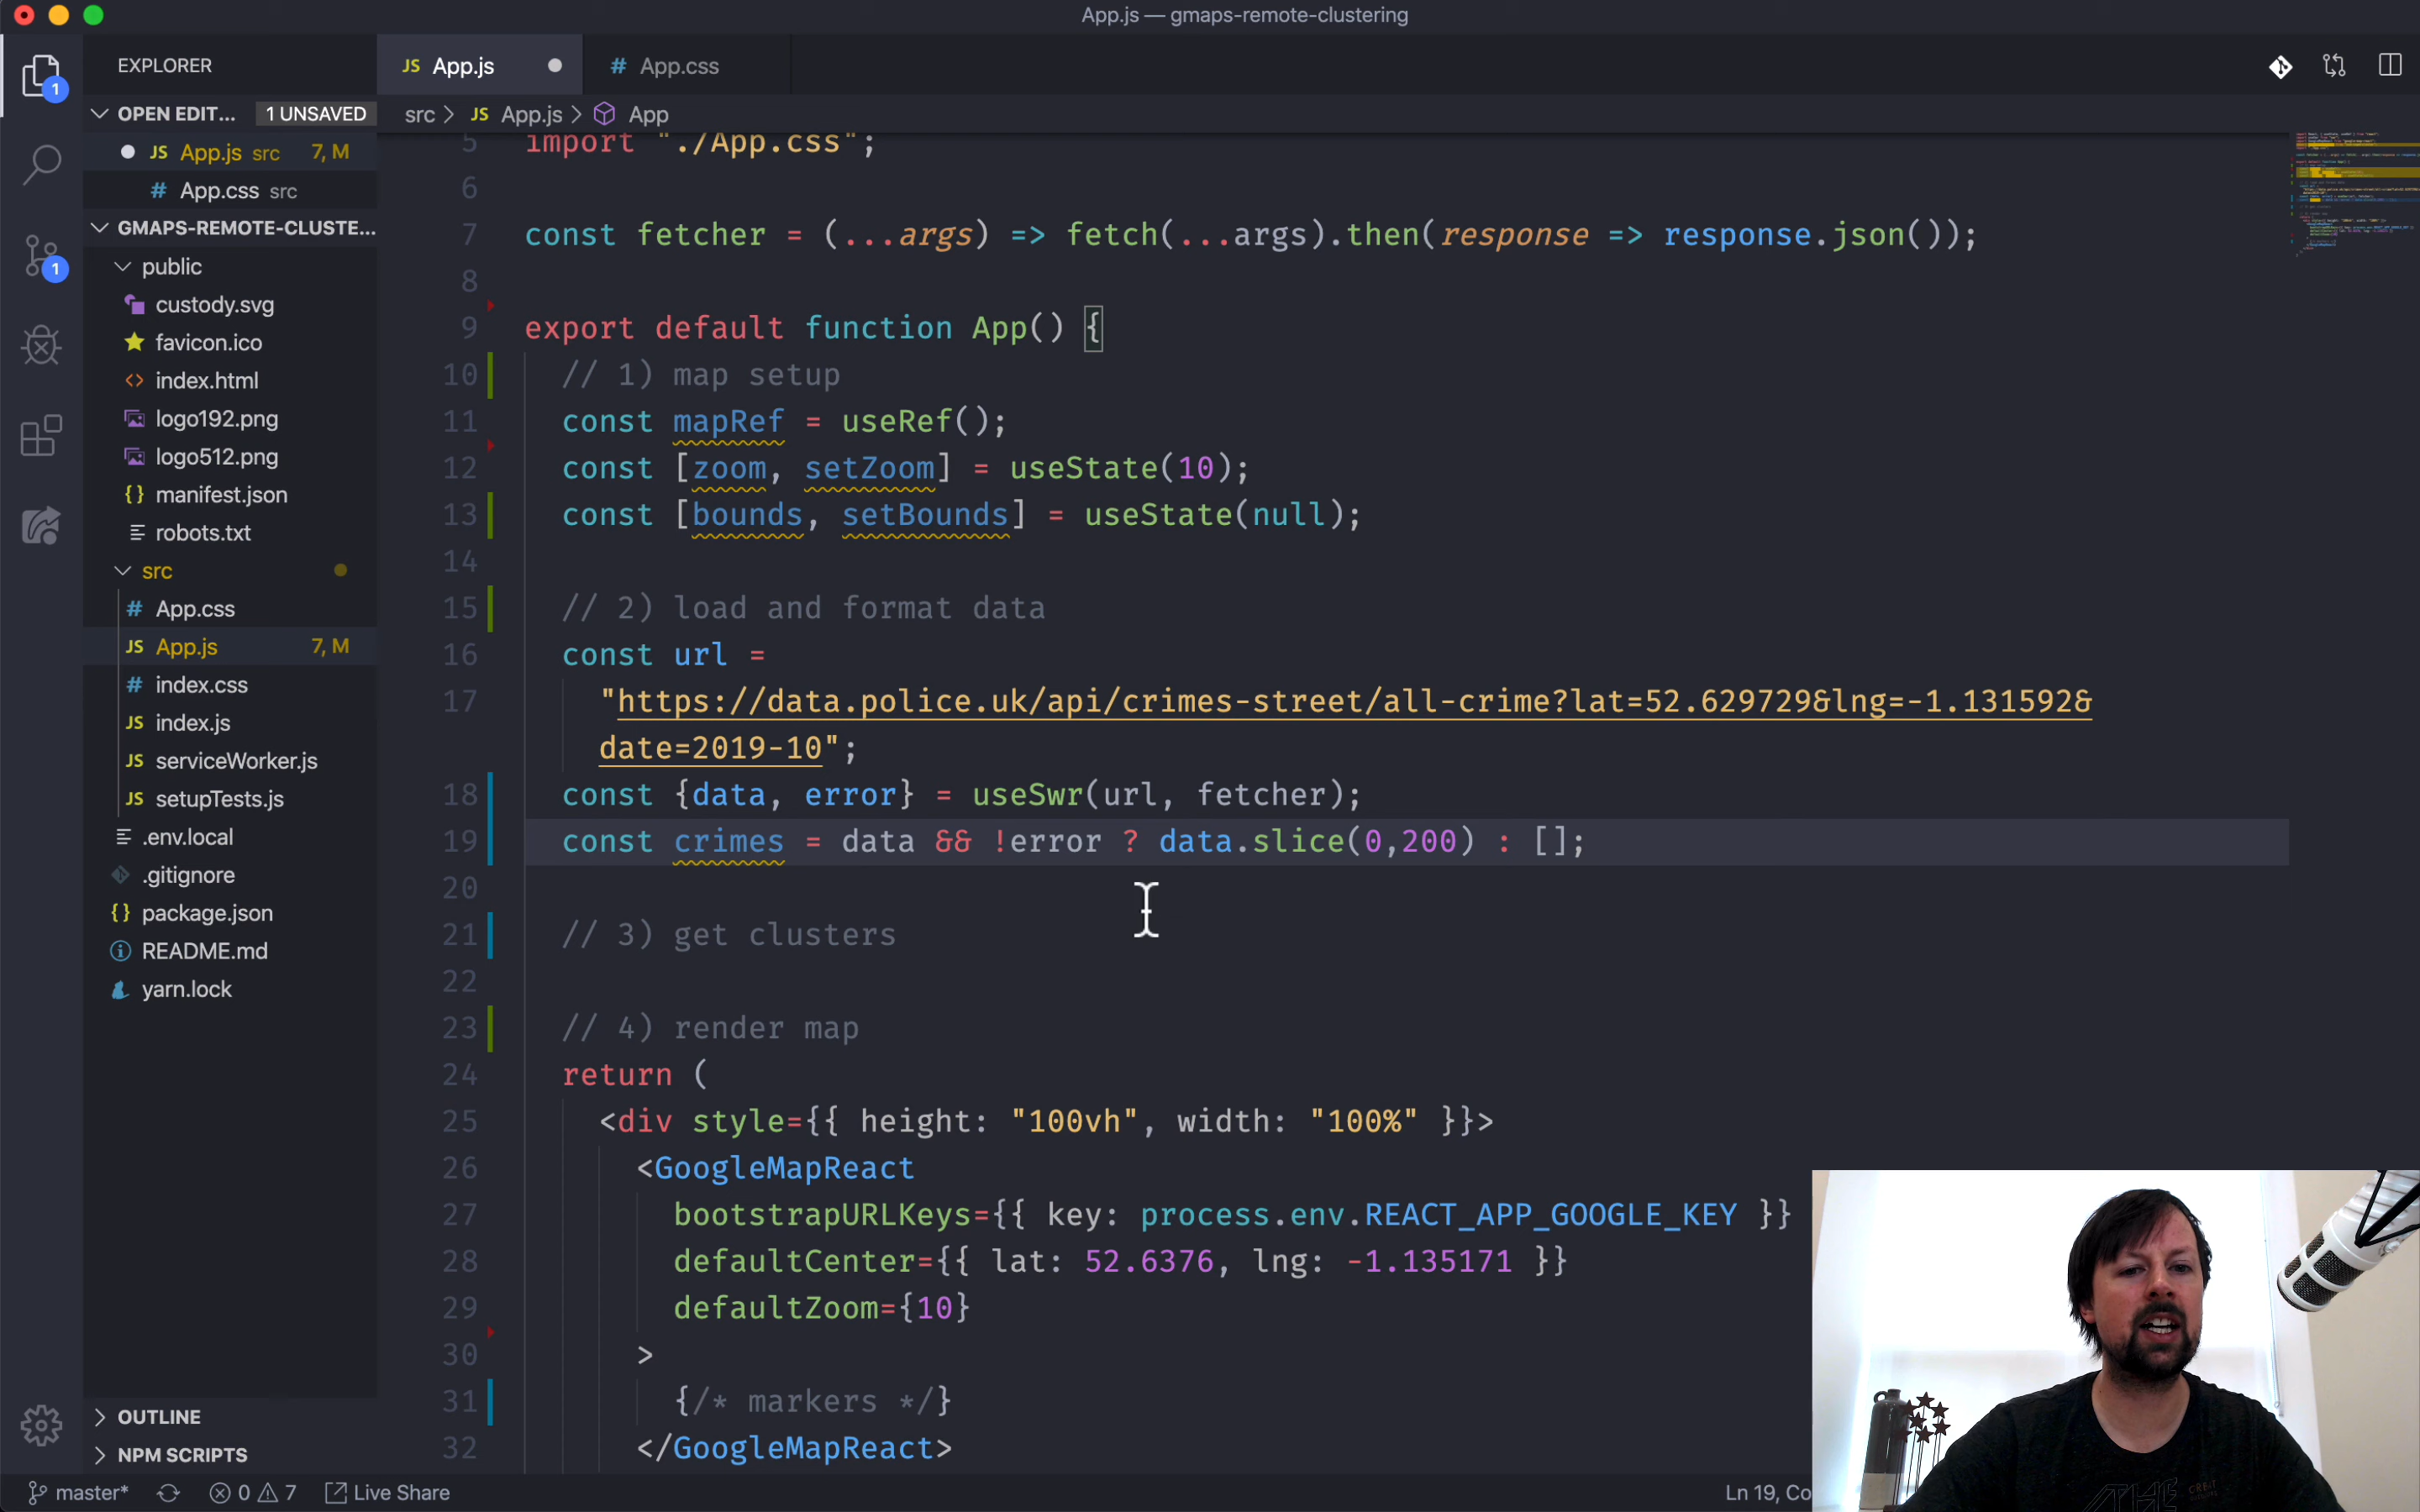 App.js — gmaps-remote-clustering
EXPLORER
JS App.js
# App.css
1
OPEN EDIT... 1 UNSAVED
src > JS App.js > App
JS App.js src 7, M
# App.css src
GMAPS-REMOTE-CLUSTE...
public
custody.svg
favicon.ico
<> index.html
logo192.png
logo512.png
{} manifest.json
robots.txt
src
# App.css
JS App.js 7, M
# index.css
JS index.js
JS serviceWorker.js
JS setupTests.js
.env.local
.gitignore
{} package.json
README.md
yarn.lock
OUTLINE
NPM SCRIPTS
1
5 import "./App.css";
6
7 const fetcher = (...args) => fetch(...args).then(response => response.json());
8
9 export default function App() {
10 // 1) map setup
11 const mapRef = useRef();
12 const [zoom, setZoom] = useState(10);
13 const [bounds, setBounds] = useState(null);
14
15 // 2) load and format data
16 const url =
17 "https://data.police.uk/api/crimes-street/all-crime?lat=52.629729&lng=-1.131592&
date=2019-10";
18 const {data, error} = useSwr(url, fetcher);
19 const crimes = data && !error ? data.slice(0,200) : [];
20
21 // 3) get clusters
22
23 // 4) render map
24 return (
25 <div style={{ height: "100vh", width: "100%" }}>
26 <GoogleMapReact
27 bootstrapURLKeys={{ key: process.env.REACT_APP_GOOGLE_KEY }}
28 defaultCenter={{ lat: 52.6376, lng: -1.135171 }}
29 defaultZoom={10}
30 >
31 {/* markers */}
32 </GoogleMapReact>
master* 0 7 Live Share
Ln 19, Co